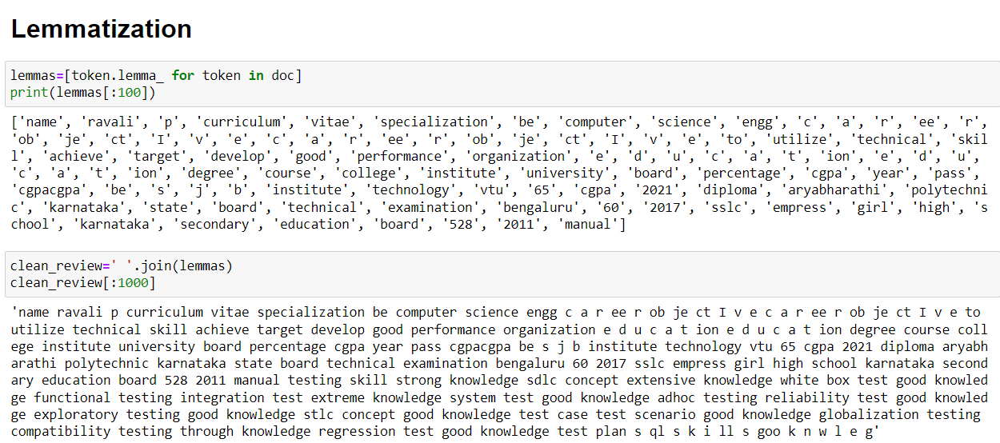 Lemmatization
lemmas=[token.lemma_ for token in doc]
print(lemmas[:100])
['name', 'ravali', 'p', 'curriculum', 'vitae', 'specialization', 'be', 'computer', 'science', 'engg', 'c', 'a', 'r', 'ee', 'r',
'ob', 'je', 'ct', 'I', 'v', 'e', 'c', 'a', 'r', 'ee', 'r', 'ob', 'je', 'ct', 'I', 'v', 'e', 'to', 'utilize', 'technical', 'skil
l', 'achieve', 'target', 'develop', 'good', 'performance', 'organization', 'e', 'd', 'u', 'c', 'a', 't', 'ion', 'e', 'd', 'u',
'c', 'a', 't', 'ion', 'degree', 'course', 'college', 'institute', 'university', 'board', 'percentage', 'cgpa', 'year', 'pass',
'cgpacgpa', 'be', 's', 'j', 'b', 'institute', 'technology', 'vtu', '65', 'cgpa', '2021', 'diploma', 'aryabharathi', 'polytechni
c', 'karnataka', 'state', 'board', 'technical', 'examination', 'bengaluru', '60', '2017', 'sslc', 'empress', 'girl', 'high', 's
chool', 'karnataka', 'secondary', 'education', 'board', '528', '2011', 'manual']
clean_review=' '.join(lemmas)
clean_review[:1000]
'name ravali p curriculum vitae specialization be computer science engg c a r ee r ob je ct I v e c a r ee r ob je ct I v e to
utilize technical skill achieve target develop good performance organization e d u c a t ion e d u c a t ion degree course coll
ege institute university board percentage cgpa year pass cgpacgpa be s j b institute technology vtu 65 cgpa 2021 diploma aryabh
arathi polytechnic karnataka state board technical examination bengaluru 60 2017 sslc empress girl high school karnataka second
ary education board 528 2011 manual testing skill strong knowledge sdlc concept extensive knowledge white box test good knowled
ge functional testing integration test extreme knowledge system test good knowledge adhoc testing reliability test good knowled
ge exploratory testing good knowledge stlc concept good knowledge test case test scenario good knowledge globalization testing
compatibility testing through knowledge regression test good knowledge test plan s ql s k i ll s goo k n w l e g'